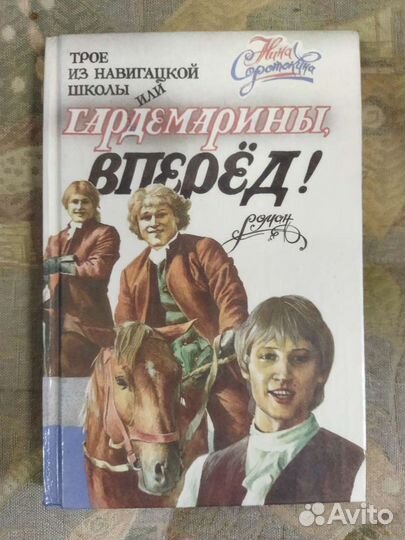 ТРОЕ
ИЗ НАВИГАЦКОЙ
ШКОЛЫ ИЛИ
Нина
Соротокина
ГАРДЕМАРИНЫ,
ВПЕРЁД!
роман
Avito